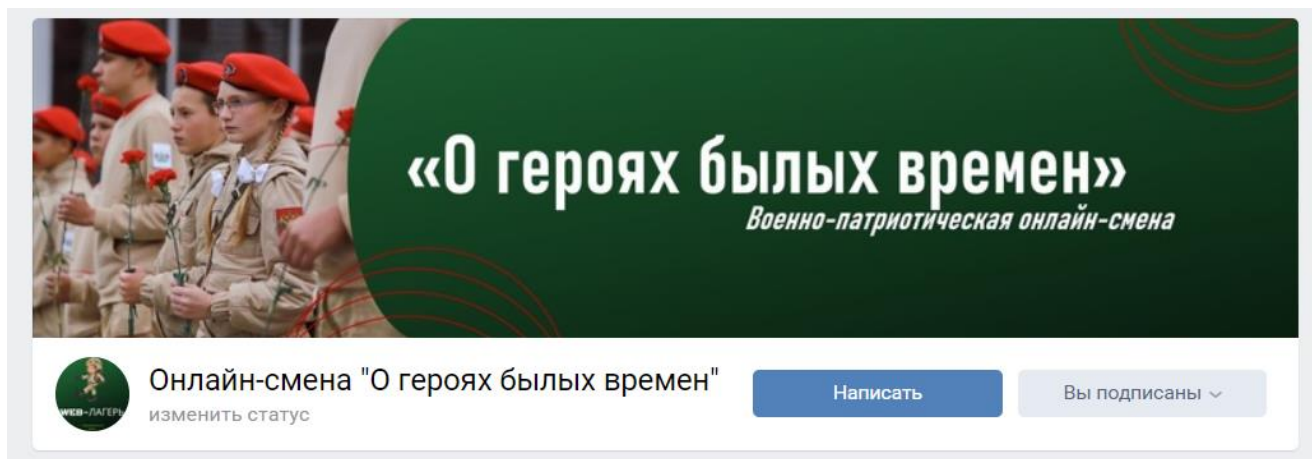 «О героях былых времен»
Военно-патриотическая онлайн-смена
Онлайн-смена "О героях былых времен"
изменить статус
WEB-ЛАГЕРЬ
Написать
Вы подписаны